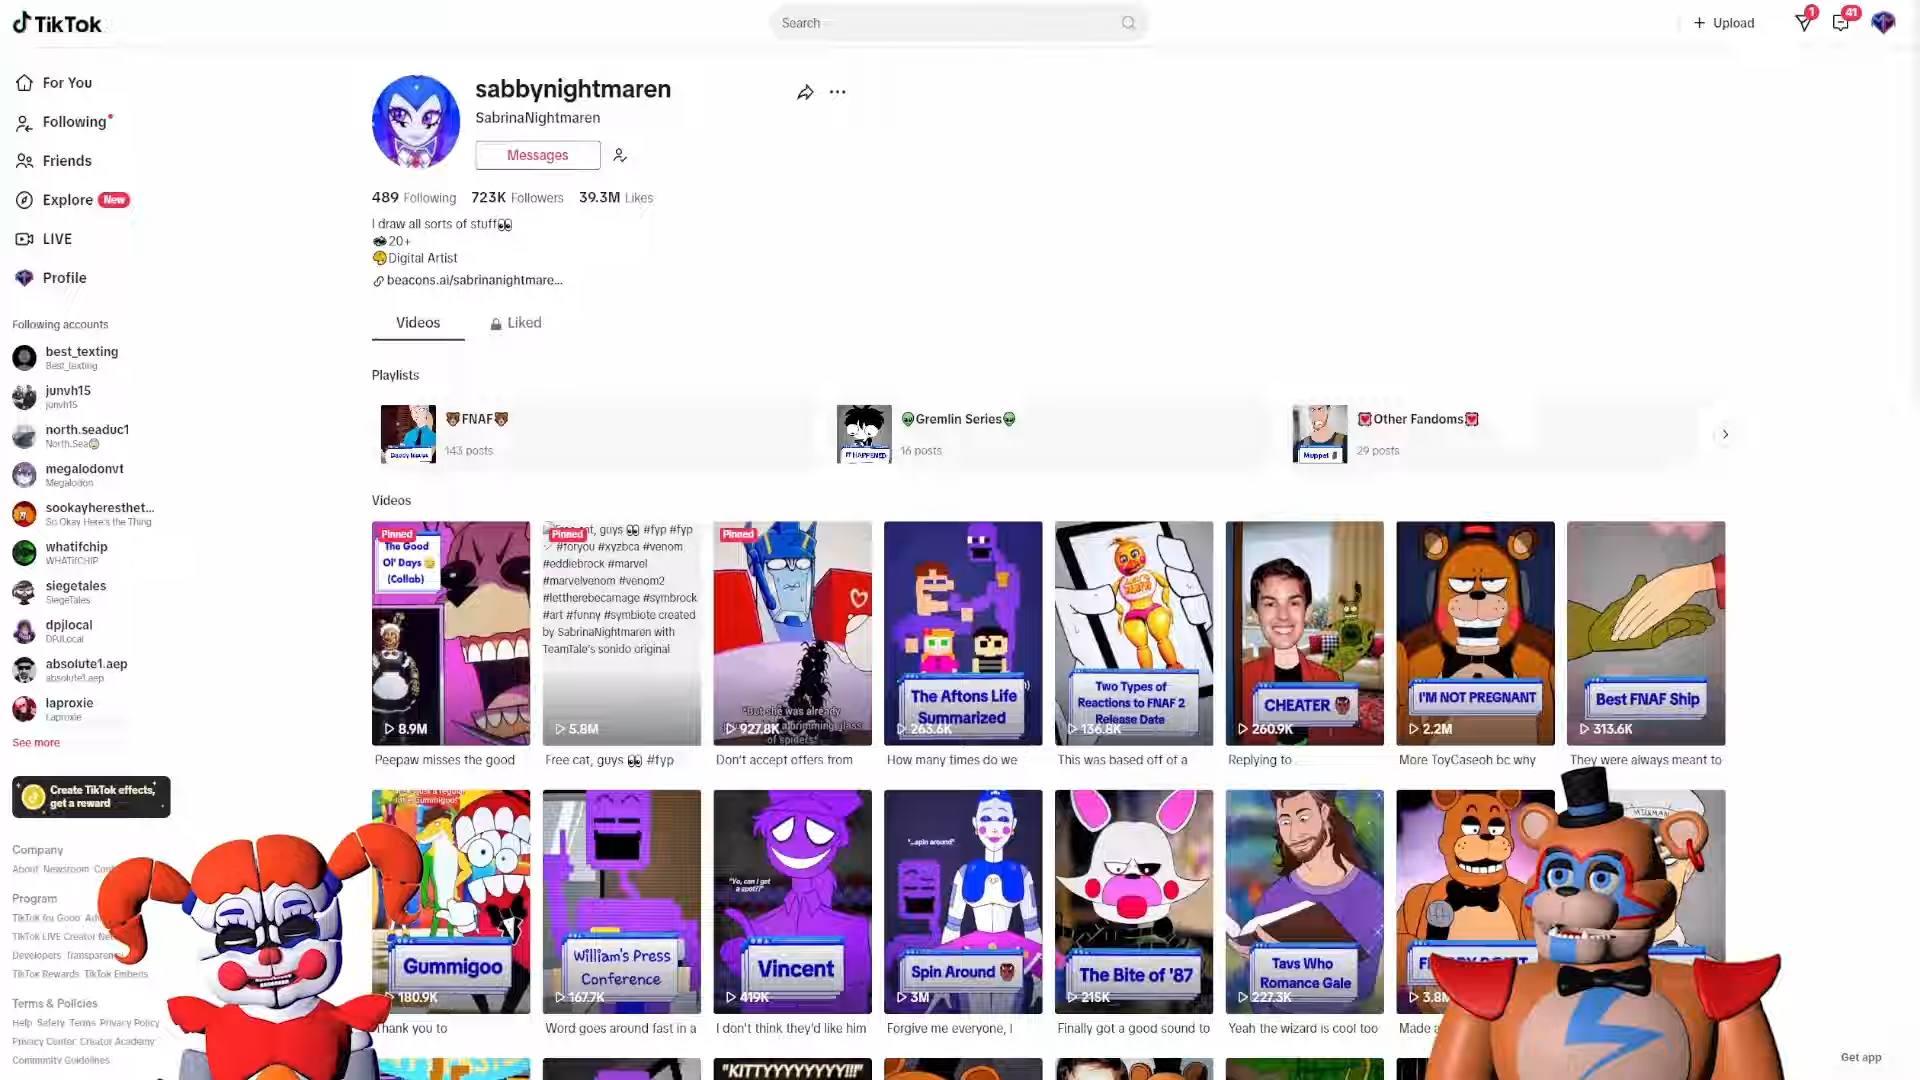 TikTok
Search
Upload
1
41
For You
Following
Friends
Explore New
LIVE
Profile
Following accounts
best_texting
Best_texting
junvh15
junvh15
north.seaduc1
North.Sea
megalodonvt
Megalodon
sookayheresthet...
So Okay Here's the Thing
whatifchip
WHATifCHIP
siegetales
SiegeTales
dpjlocal
DPJLocal
absolute1.aep
absolute1.aep
laproxie
Laproxie
See more
Create TikTok effects,
get a reward
Company
About Newsroom
Program
TikTok for Good
TikTok LIVE Creator
Developers
TikTok Rewards TikTok Embeds
Terms & Policies
Help Safety Terms Privacy Policy
Privacy Center Creator Academy
Community Guidelines
sabbynightmaren
SabrinaNightmaren
Messages
489 Following 723K Followers 39.3M Likes
I draw all sorts of stuff👀
20+
Digital Artist
beacons.ai/sabrinanightmare...
Videos
Liked
Playlists
🐻FNAF🐻
143 posts
👽Gremlin Series👽
IT HAPPENED
16 posts
💟Other Fandoms💟
Muppet
29 posts
Videos
Pinned
The Good
Ol' Days
(Collab)
8.9M
Peepaw misses the good
Pinned
Free cat, guys 👀 #fyp #fyp
#foryou #xyzbca #venom
#eddiebrock #marvel
#marvelvenom #venom2
#lettherebecarnage #symbrock
#art #funny #symbiote created
by SabrinaNightmaren with
TeamTale's sonido original
5.8M
Free cat, guys 👀 #fyp
Pinned
"But she was already
brimming glass
of spiders"
927.8K
Don't accept offers from
The Aftons Life
Summarized
263.6K
How many times do we
Two Types of
Reactions to FNAF 2
Release Date
136.8K
This was based off of a
CHEATER
260.9K
Replying to
I'M NOT PREGNANT
2.2M
More ToyCaseoh bc why
Best FNAF Ship
313.6K
They were always meant to
Gummigoo
180.9K
Thank you to
William's Press
Conference
167.7K
Word goes around fast in a
"Yo, can I get
a spot?"
Vincent
419K
I don't think they'd like him
"...spin around"
Spin Around
3M
Forgive me everyone, I
The Bite of '87
215K
Finally got a good sound to
Tavs Who
Romance Gale
227.3K
Yeah the wizard is cool too
3.8M
Made a
MILKMAN
"KITTYYYYYYYY!!!"
Get app